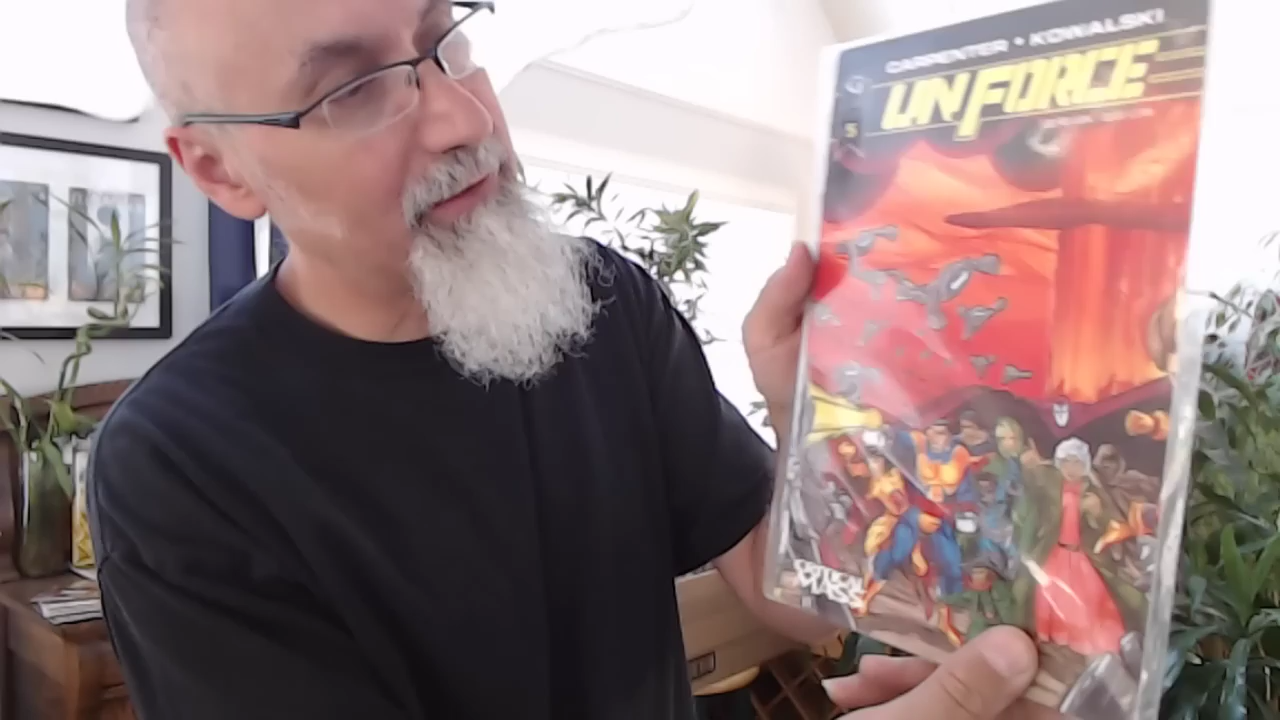 CARPENTER • KOWALSKI
UN FORCE
5
CRITICAL
MASS